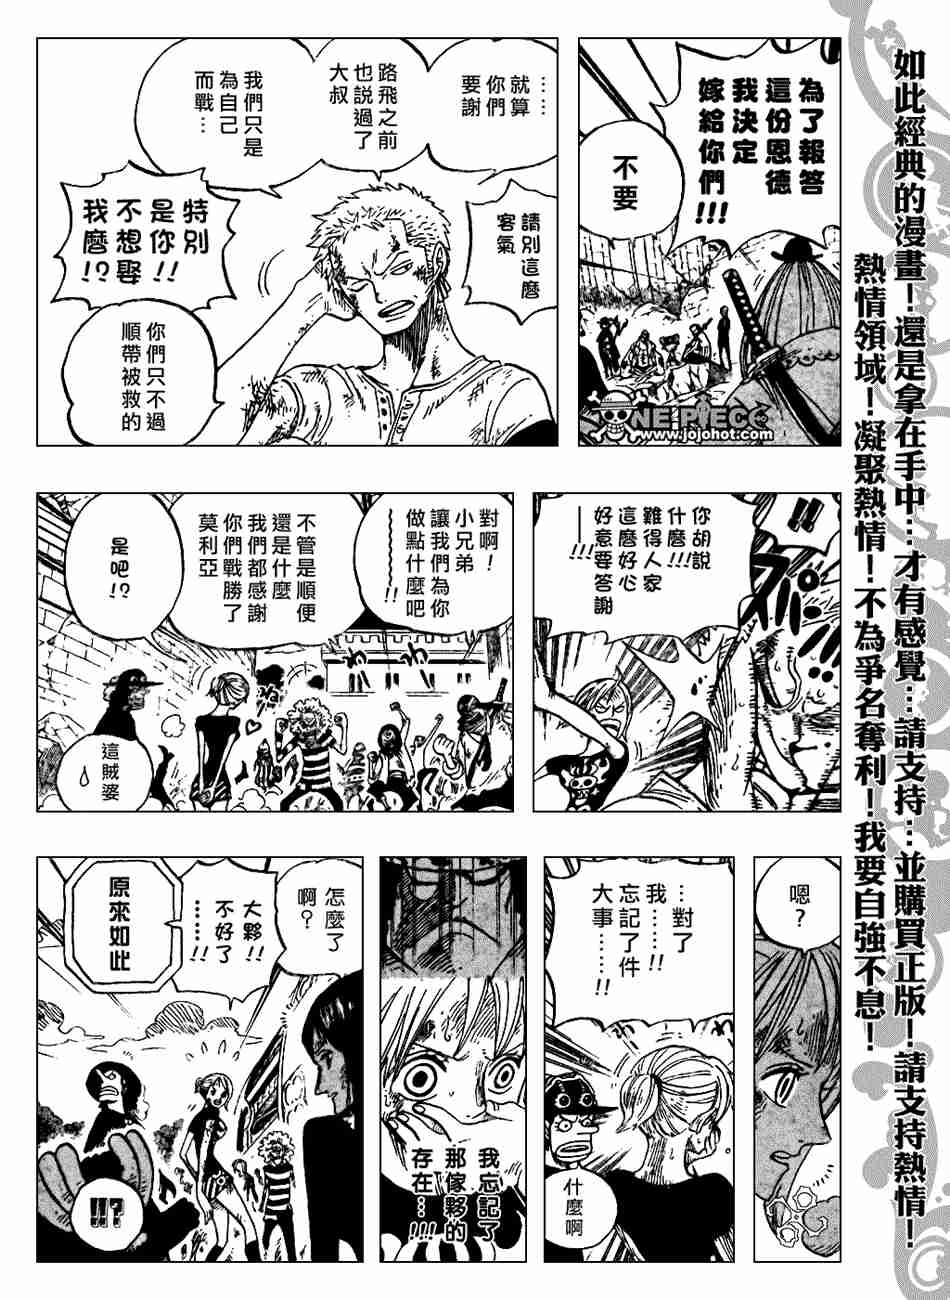 為了報答
這份恩德
我決定
嫁給你們!!!
不要
……
就算
你們
要謝
路飛之前
也說過了
大叔
我們只是
為自己
而戰…
請別這麼
客氣
特別
是你!!
不想娶
我麼!?
你們只不過
順帶被救的
ONE PIECE
www.jojohot.com
你胡說
什麼!!!
難得人家
這麼好心
好意要答謝
——!!!
!!
對啊!
小兄弟
讓我們為你
做點什麼吧
——!!
不管是順便
還是什麼
我們都感謝
你們戰勝了
莫利亞
是吧!?
這賊婆
嗯?
…對了
我……
忘記了件
大事……!!
什麼啊
我忘記了
那傢夥的
存在…!!!
怎麼了
啊?
大夥!!
不好了
……!!
原來如此
!!?
如此經典的漫畫!還是拿在手中…才有感覺…請支持…並購買正版!請支持熱情!
熱情領域!凝聚熱情!不為爭名奪利!我要自強不息!